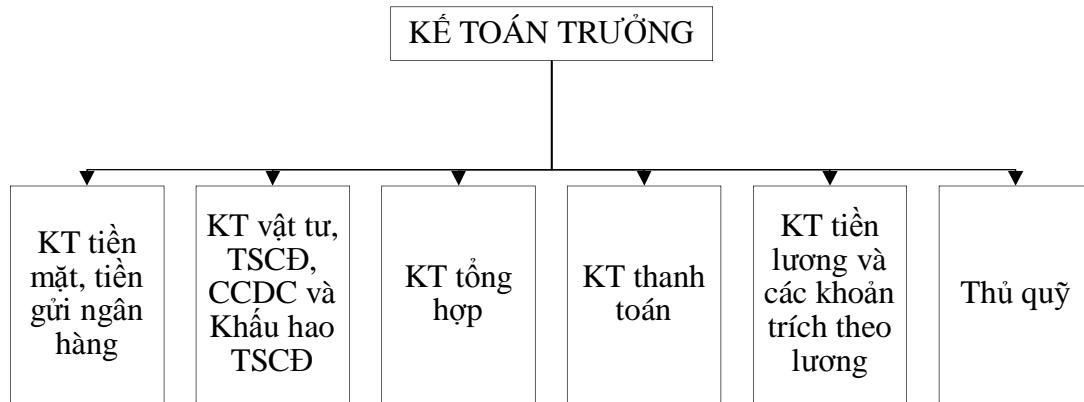 KẾ TOÁN TRƯỞNG
KT tiền
mặt, tiền
gửi ngân
hàng
KT vật tư,
TSCĐ,
CCDC và
Khấu hao
TSCĐ
KT tổng
hợp
KT thanh
toán
KT tiền
lương và
các khoản
trích theo
lương
Thủ quỹ